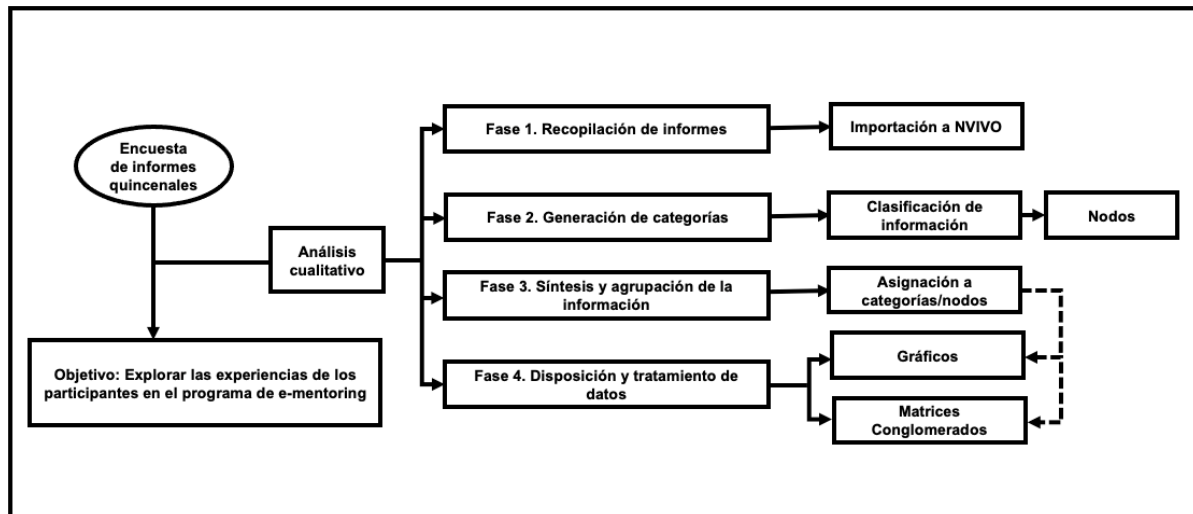 Encuesta
de informes
quincenales
Objetivo: Explorar las experiencias de los
participantes en el programa de e-mentoring
Análisis
cualitativo
Fase 1. Recopilación de informes
Importación a NVIVO
Fase 2. Generación de categorías
Clasificación de
información
Nodos
Fase 3. Síntesis y agrupación de la
información
Asignación a
categorías/nodos
Fase 4. Disposición y tratamiento de
datos
Gráficos
Matrices
Conglomerados